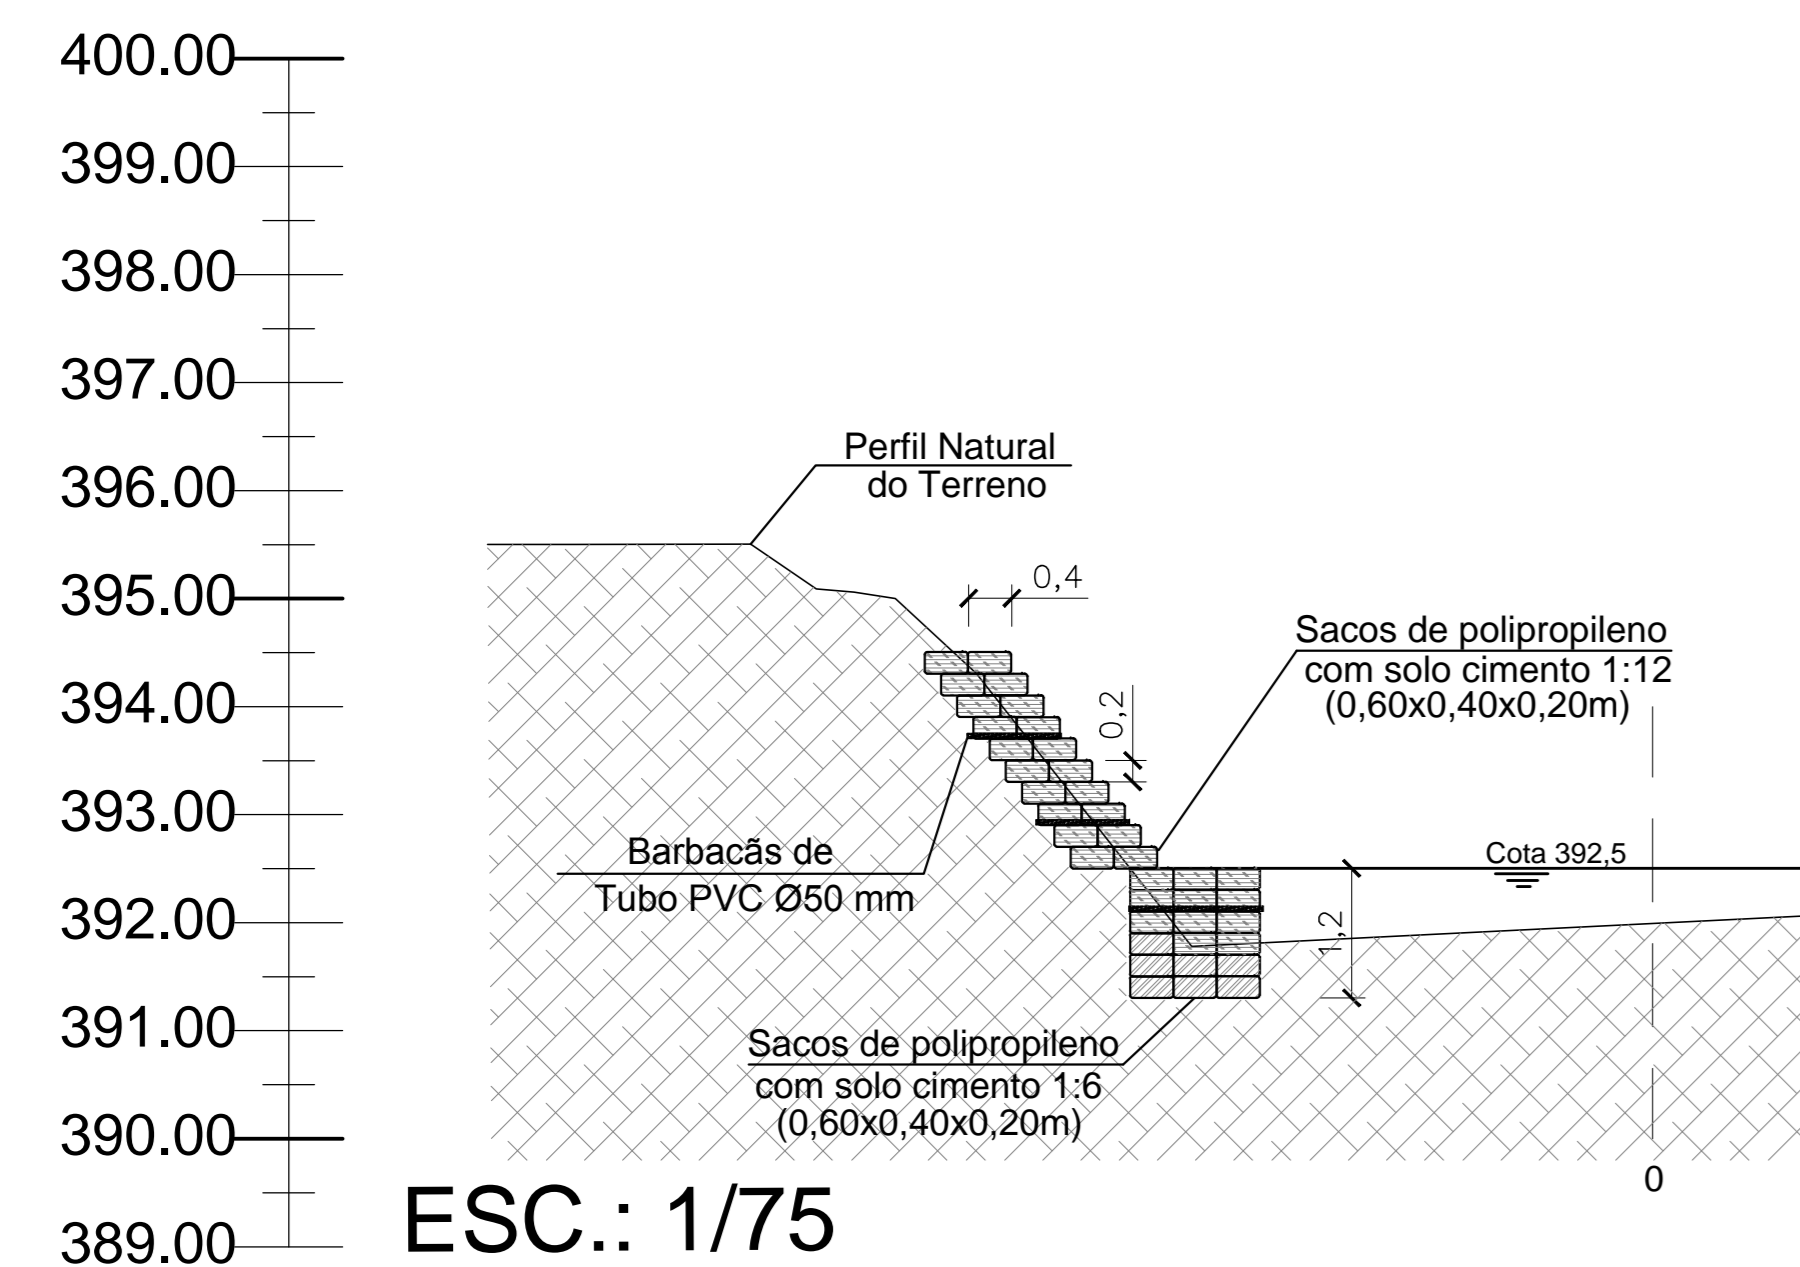 400.00
399.00
398.00
397.00
396.00
395.00
394.00
393.00
392.00
391.00
390.00
389.00
Perfil Natural
do Terreno
0,4
Sacos de polipropileno
com solo cimento 1:12
(0,60x0,40x0,20m)
0,2
Barbacãs de
Tubo PVC Ø50 mm
Cota 392,5
1,2
Sacos de polipropileno
com solo cimento 1:6
(0,60x0,40x0,20m)
0
ESC.: 1/75